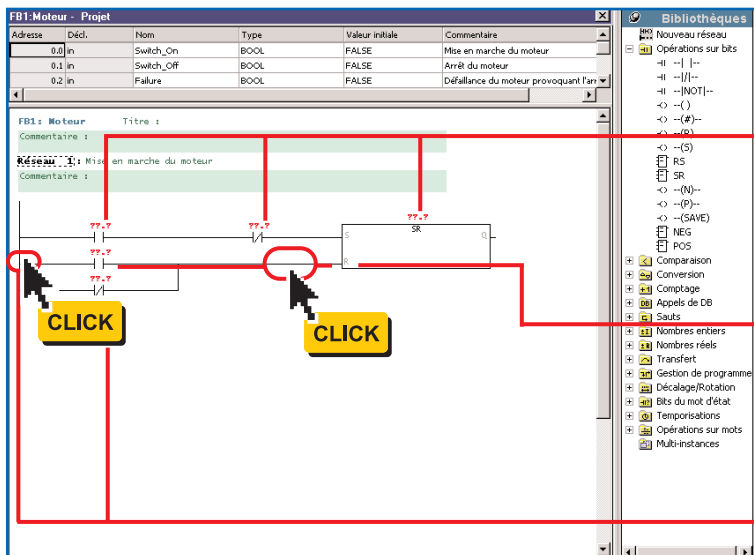 FB1:Moteur - Projet
Adresse Décl. Nom Type Valeur initiale Commentaire
0.0 in Switch_On BOOL FALSE Mise en marche du moteur
0.1 in Switch_Off BOOL FALSE Arrêt du moteur
0.2 in Failure BOOL FALSE Défaillance du moteur provoquant l'arr
FB1: Moteur Titre :
Commentaire :
Réseau 1: Mise en marche du moteur
Commentaire :
??.? ??.? ??.?
SR
S Q
??.?
R
??.?
CLICK
CLICK
Bibliothèques
Nouveau réseau
Opérations sur bits
--| |--
--|/|--
--|NOT|--
--( )
--(#)--
--(R)
--(S)
RS
SR
--(N)--
--(P)--
--(SAVE)
NEG
POS
Comparaison
Conversion
Comptage
Appels de DB
Sauts
Nombres entiers
Nombres réels
Transfert
Gestion de programme
Décalage/Rotation
Bits du mot d'état
Temporisations
Opérations sur mots
Multi-instances